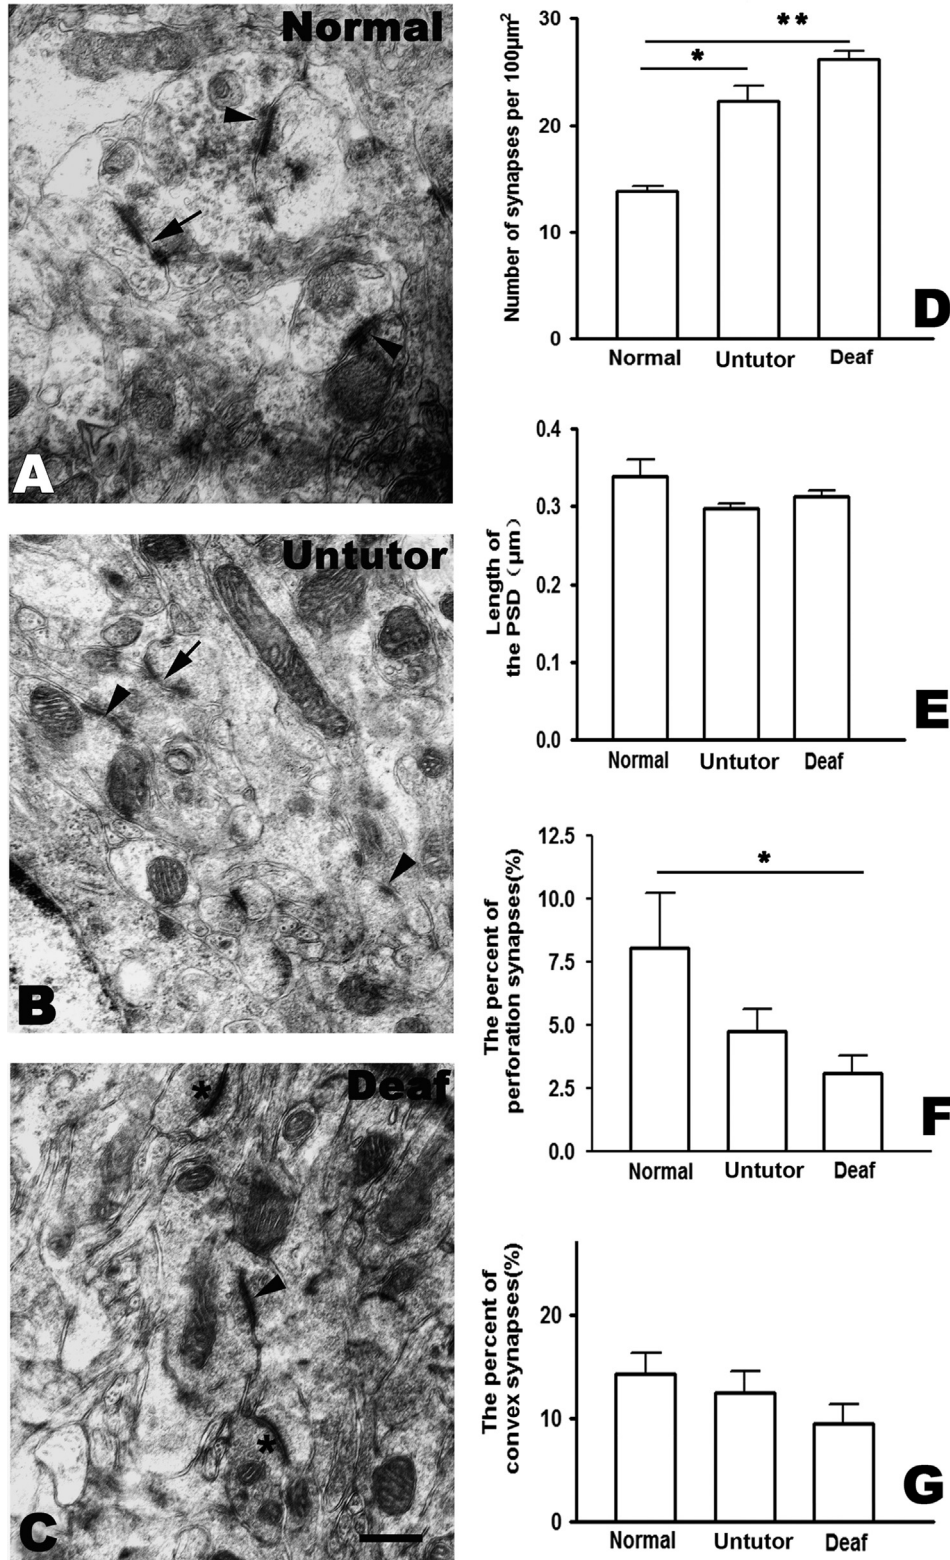 Normal
A
Untutor
B
Deaf
*
*
C
Number of synapses per 100µm²
30
20
10
0
*
**
Normal Untutor Deaf
D
Length of
the PSD（µm）
0.4
0.3
0.2
0.1
0.0
Normal Untutor Deaf
E
The percent of
perforation synapses(%)
12.5
10.0
7.5
5.0
2.5
0.0
*
Normal Untutor Deaf
F
The percent of
convex synapses(%)
20
10
0
Normal Untutor Deaf
G